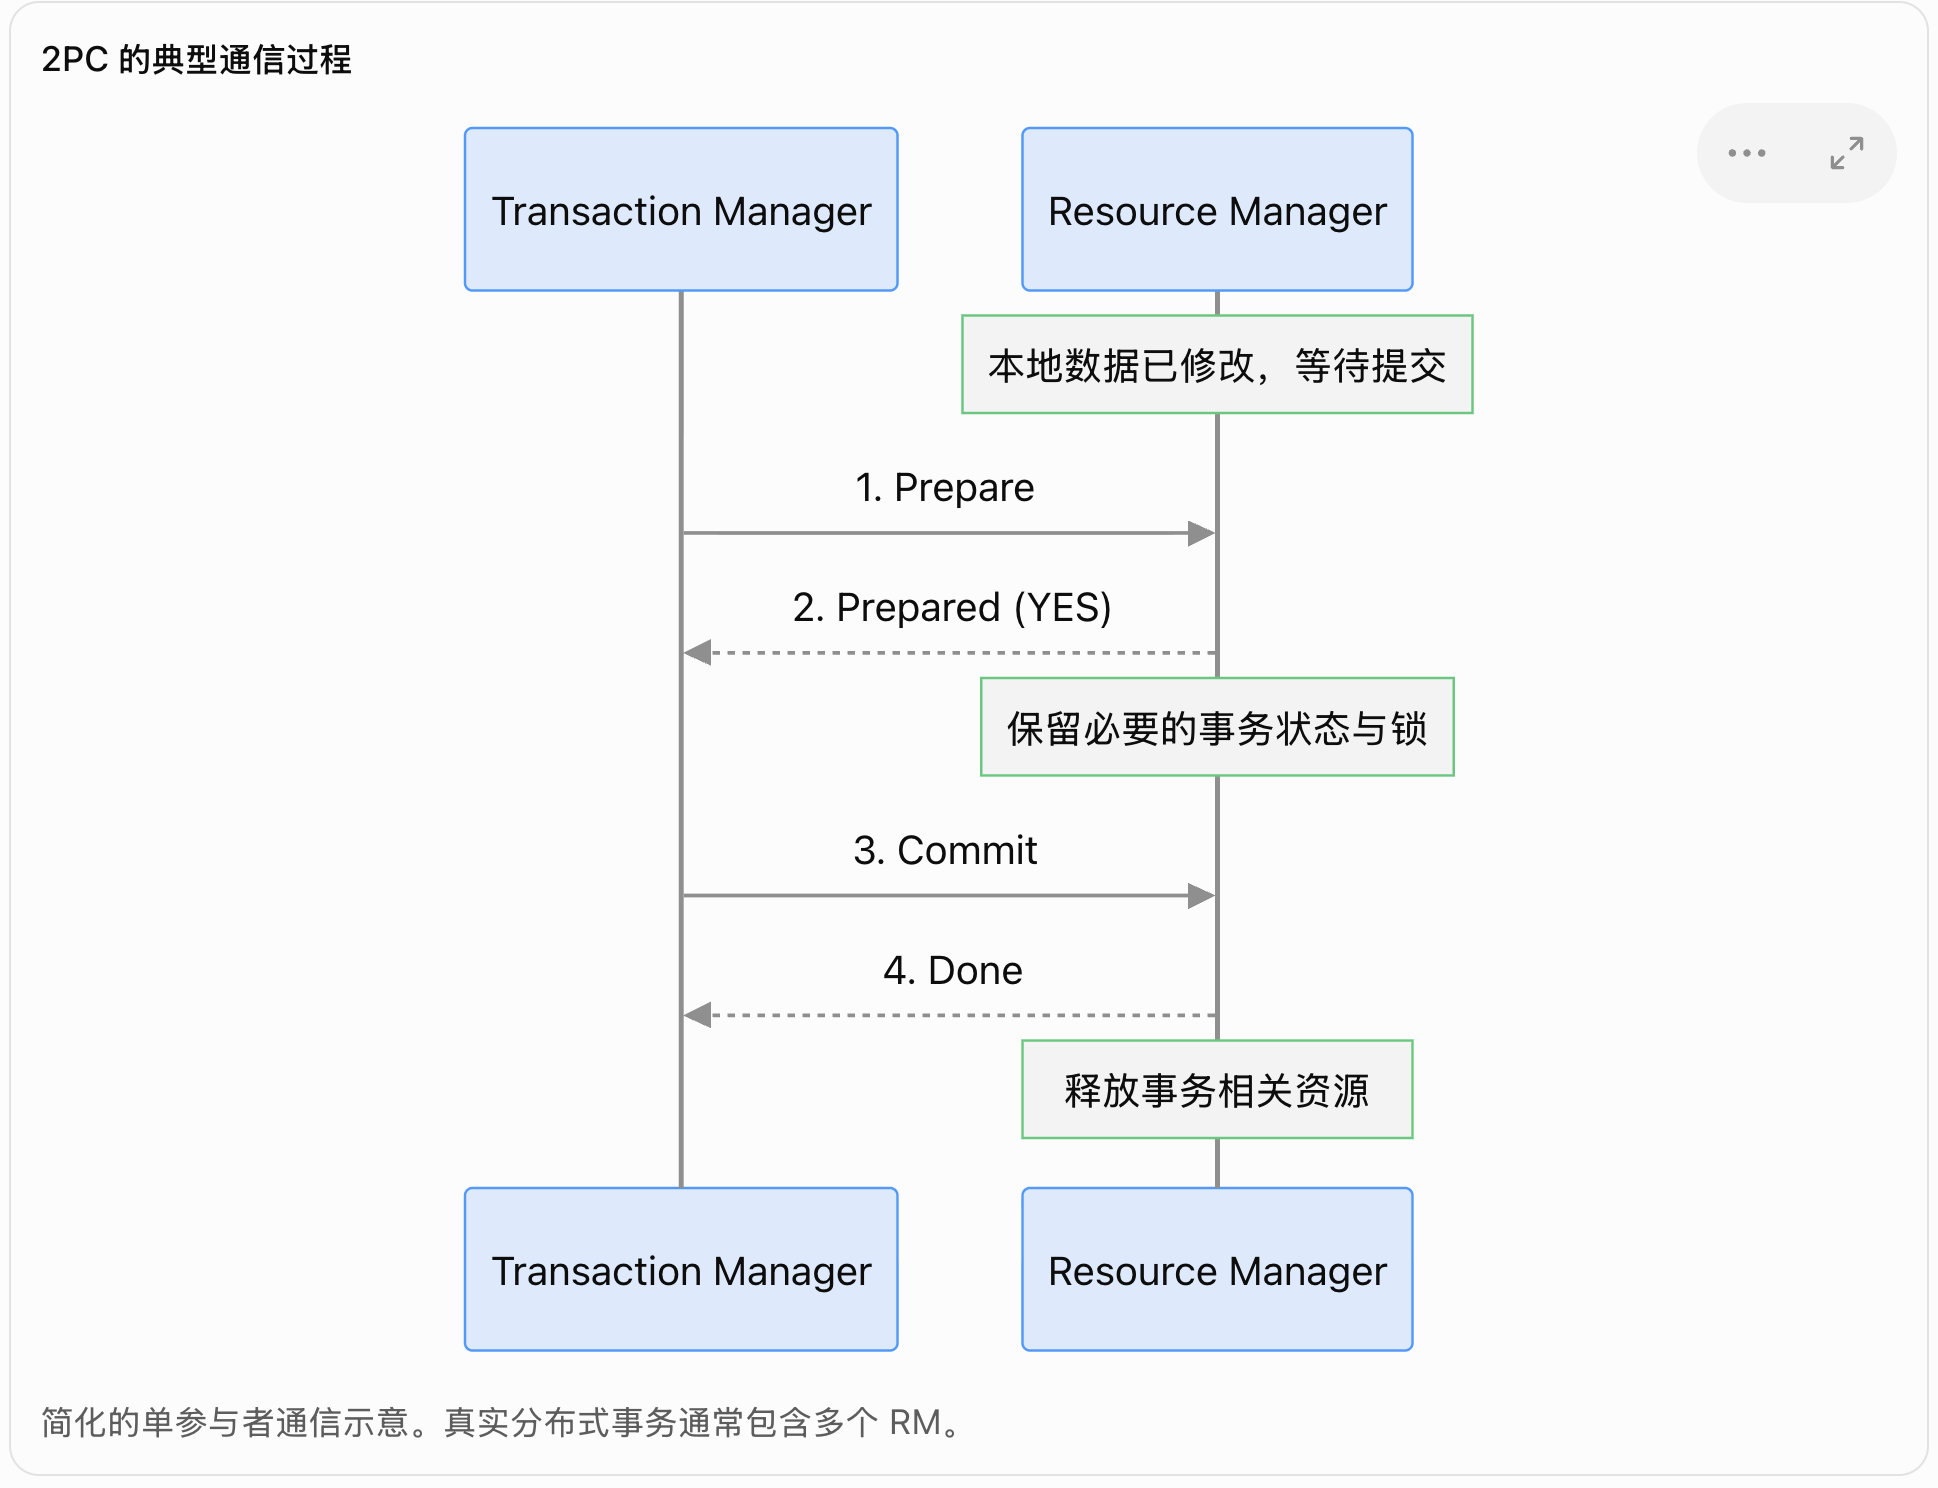 2PC 的典型通信过程
Transaction Manager
Resource Manager
本地数据已修改，等待提交
1. Prepare
2. Prepared (YES)
保留必要的事务状态与锁
3. Commit
4. Done
释放事务相关资源
Transaction Manager
Resource Manager
简化的单参与者通信示意。真实分布式事务通常包含多个 RM。